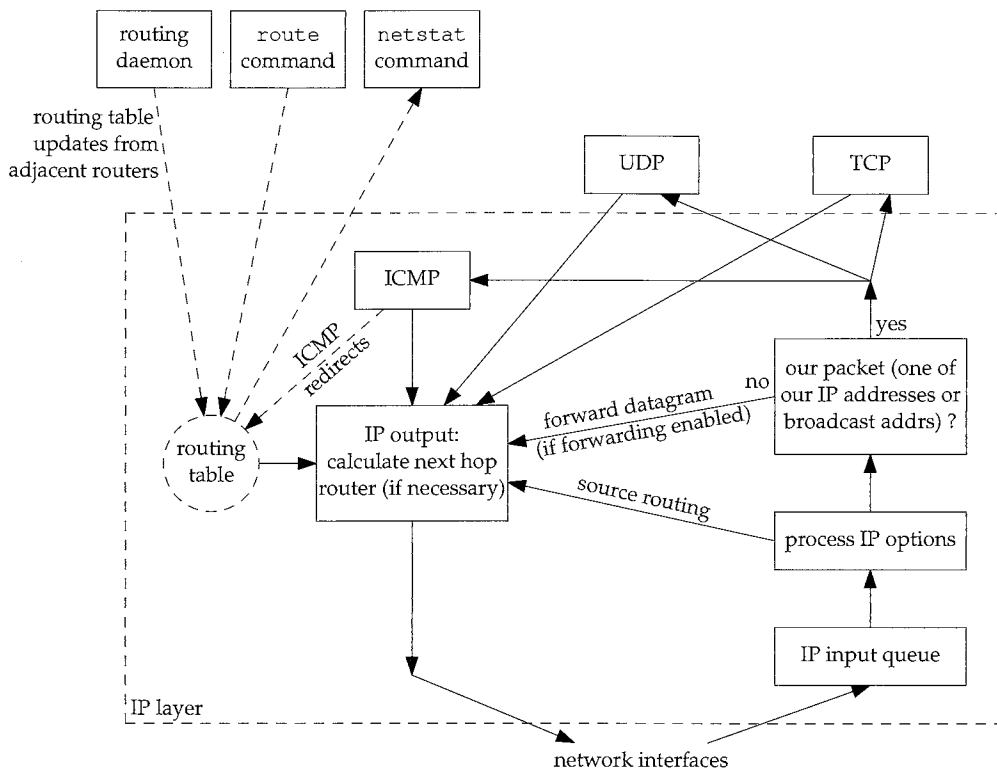 routing
daemon
route
command
netstat
command
routing table
updates from
adjacent routers
UDP
TCP
ICMP
ICMP
redirects
yes
our packet (one of
our IP addresses or
broadcast addrs) ?
no
forward datagram
(if forwarding enabled)
IP output:
calculate next hop
router (if necessary)
routing
table
source routing
process IP options
IP input queue
IP layer
network interfaces